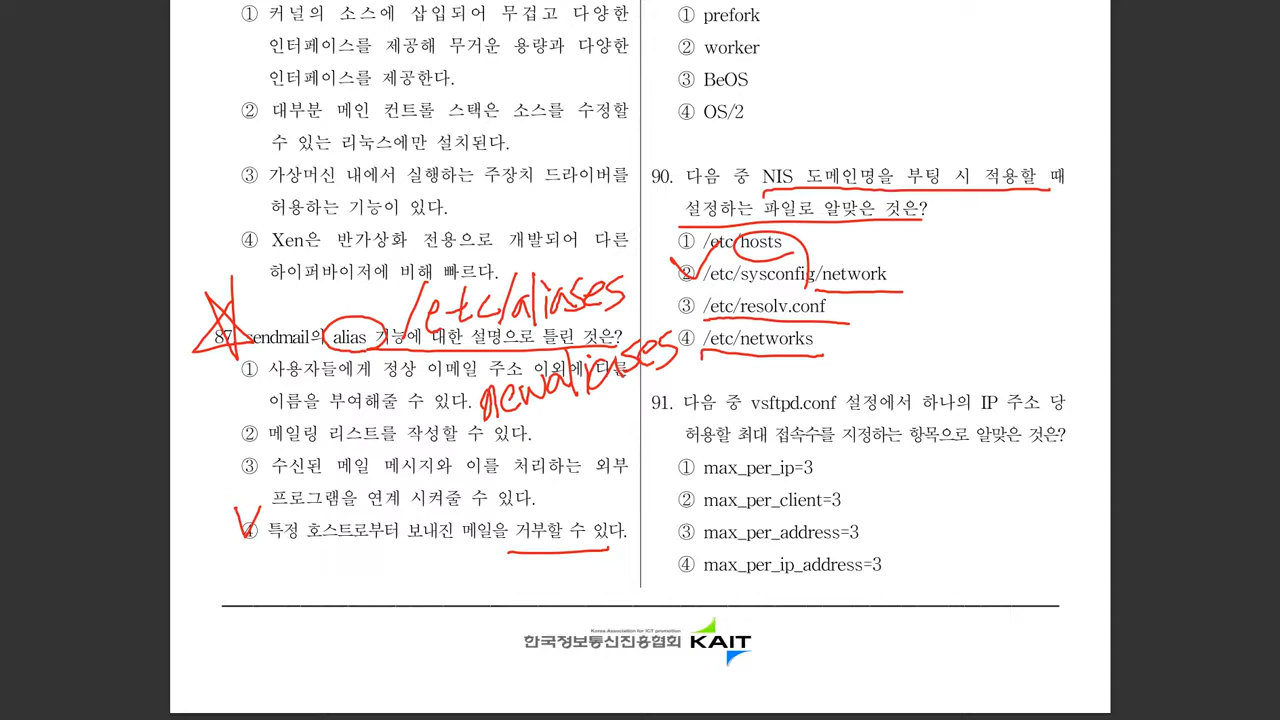 ① 커널의 소스에 삽입되어 무겁고 다양한
인터페이스를 제공해 무거운 용량과 다양한
인터페이스를 제공한다.
② 대부분 메인 컨트롤 스택은 소스를 수정할
수 있는 리눅스에만 설치된다.
③ 가상머신 내에서 실행하는 주장치 드라이버를
허용하는 기능이 있다.
④ Xen은 반가상화 전용으로 개발되어 다른
하이퍼바이저에 비해 빠르다.
/etc/aliases
87. sendmail의 alias 기능에 대한 설명으로 틀린 것은?
newaliases
① 사용자들에게 정상 이메일 주소 이외에 다른
이름을 부여해줄 수 있다.
② 메일링 리스트를 작성할 수 있다.
③ 수신된 메일 메시지와 이를 처리하는 외부
프로그램을 연계 시켜줄 수 있다.
④ 특정 호스트로부터 보내진 메일을 거부할 수 있다.
① prefork
② worker
③ BeOS
④ OS/2
90. 다음 중 NIS 도메인명을 부팅 시 적용할 때
설정하는 파일로 알맞은 것은?
① /etc/hosts
② /etc/sysconfig/network
③ /etc/resolv.conf
④ /etc/networks
91. 다음 중 vsftpd.conf 설정에서 하나의 IP 주소 당
허용할 최대 접속수를 지정하는 항목으로 알맞은 것은?
① max_per_ip=3
② max_per_client=3
③ max_per_address=3
④ max_per_ip_address=3
Korea Association for ICT promotion
한국정보통신진흥협회 KAIT